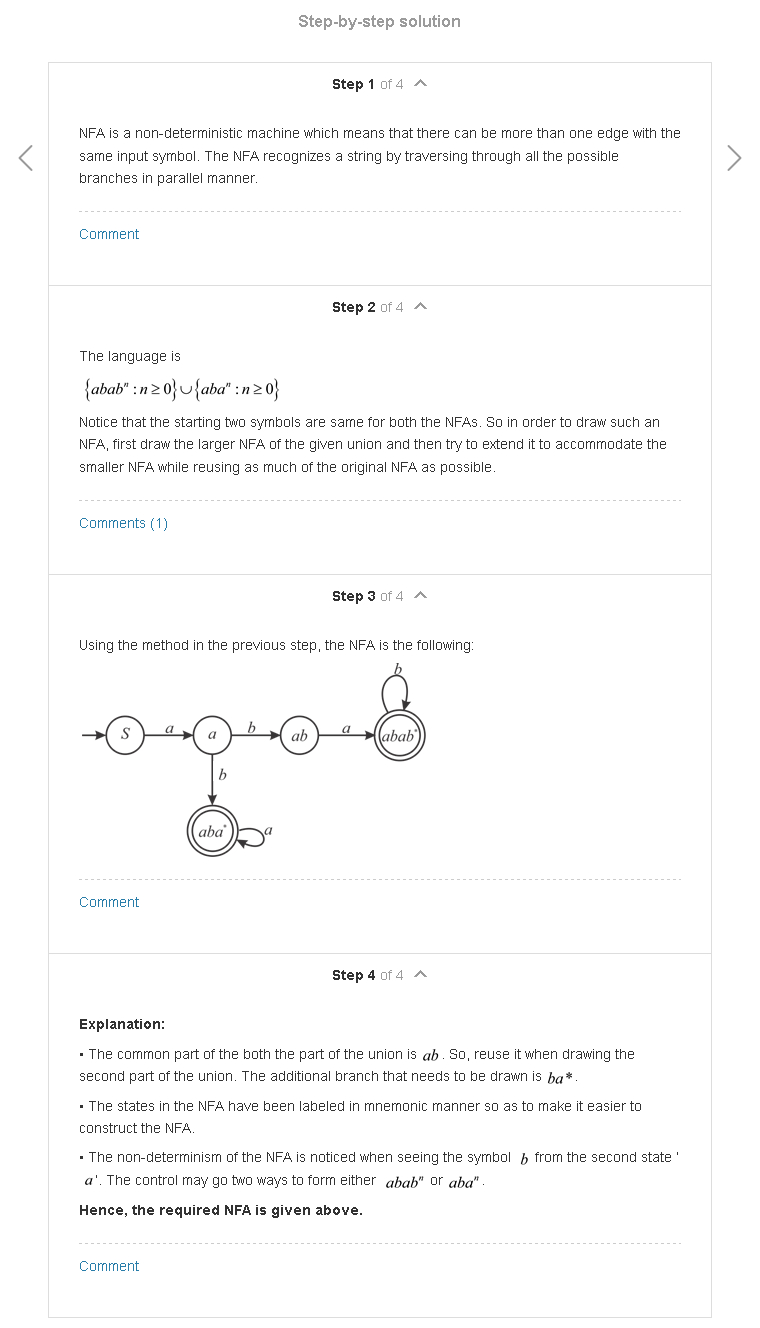 Step-by-step solution
Step 1 of 4
NFA is a non-deterministic machine which means that there can be more than one edge with the
same input symbol. The NFA recognizes a string by traversing through all the possible
branches in parallel manner.
Comment
Step 2 of 4
The language is
{ababⁿ : n ≥ 0} ∪ {abaⁿ : n ≥ 0}
Notice that the starting two symbols are same for both the NFAs. So in order to draw such an
NFA, first draw the larger NFA of the given union and then try to extend it to accommodate the
smaller NFA while reusing as much of the original NFA as possible.
Comments (1)
Step 3 of 4
Using the method in the previous step, the NFA is the following:
b
S a a b ab a abab*
b
aba* a
Comment
Step 4 of 4
Explanation:
▪ The common part of the both the part of the union is ab. So, reuse it when drawing the
second part of the union. The additional branch that needs to be drawn is ba*.
▪ The states in the NFA have been labeled in mnemonic manner so as to make it easier to
construct the NFA.
▪ The non-determinism of the NFA is noticed when seeing the symbol b from the second state '
a'. The control may go two ways to form either ababⁿ or abaⁿ.
Hence, the required NFA is given above.
Comment